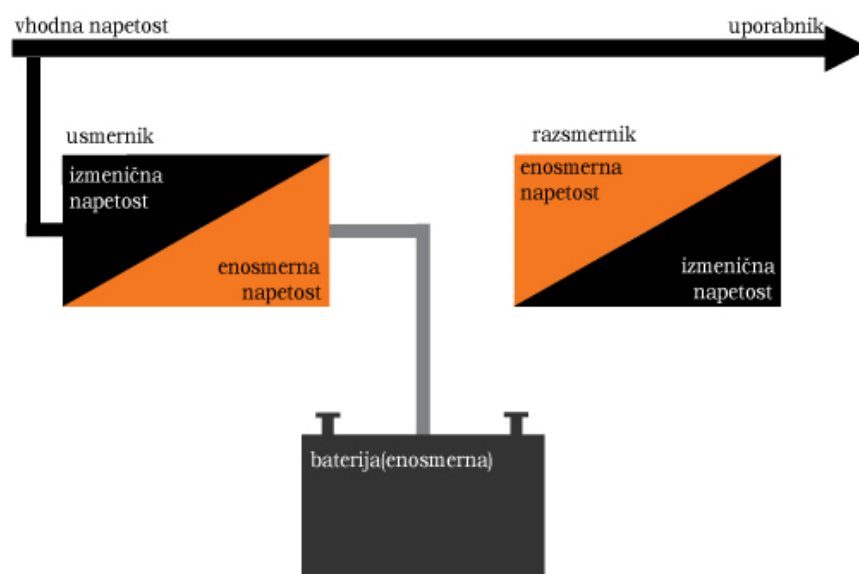 vhodna napetost
uporabnik
usmernik
izmenična
napetost
enosmerna
napetost
razsmernik
enosmerna
napetost
izmenična
napetost
baterija(enosmerna)